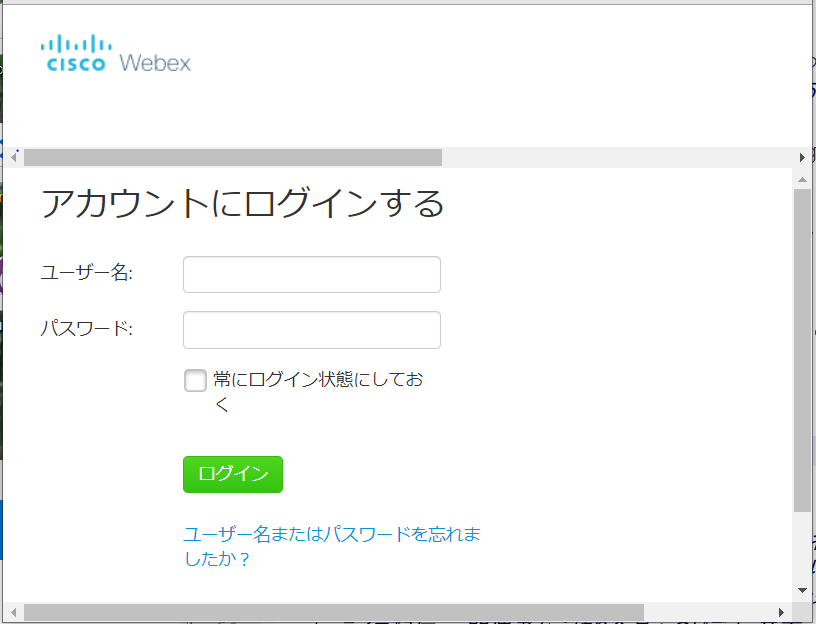 cisco Webex
アカウントにログインする
ユーザー名:
パスワード:
常にログイン状態にしてお
く
ログイン
ユーザー名またはパスワードを忘れま
したか？